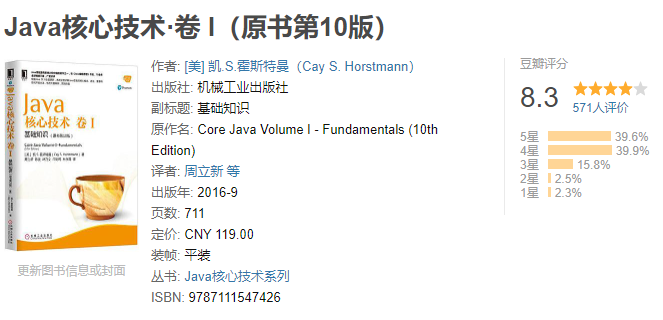 Java核心技术·卷 I（原书第10版）
Java
核心技术 卷 I
基础知识（原书第10版）
Core Java Volume I - Fundamentals
作者: [美] 凯.S.霍斯特曼（Cay S. Horstmann）
出版社: 机械工业出版社
副标题: 基础知识
原作名: Core Java Volume I - Fundamentals (10th
Edition)
译者: 周立新 等
出版年: 2016-9
页数: 711
定价: CNY 119.00
装帧: 平装
丛书: Java核心技术系列
ISBN: 9787111547426
更新图书信息或封面
豆瓣评分
8.3
571人评价
5星 39.6%
4星 39.9%
3星 15.8%
2星 2.5%
1星 2.3%